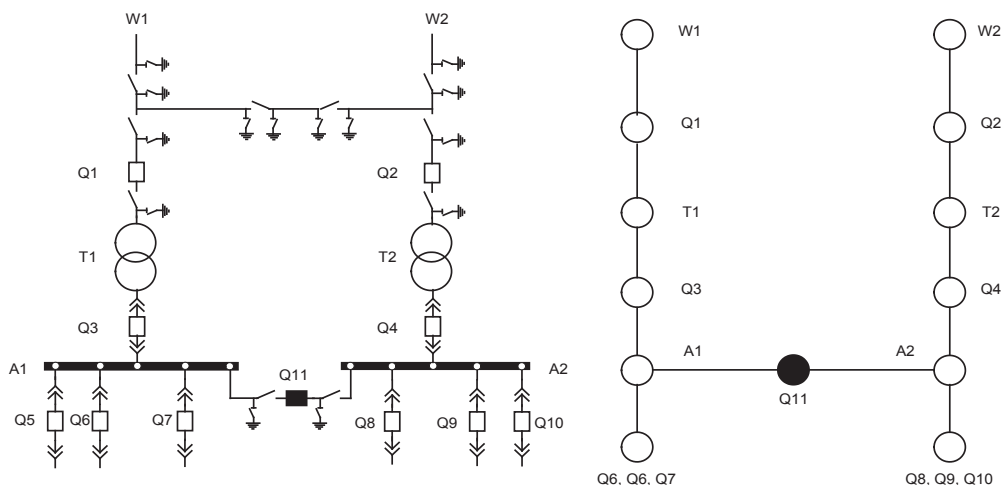 W1
W2
Q1
Q2
T1
T2
Q3
Q4
A1
Q11
A2
Q5
Q6
Q7
Q8
Q9
Q10
W1
W2
Q1
Q2
T1
T2
Q3
Q4
A1
A2
Q11
Q6, Q6, Q7
Q8, Q9, Q10